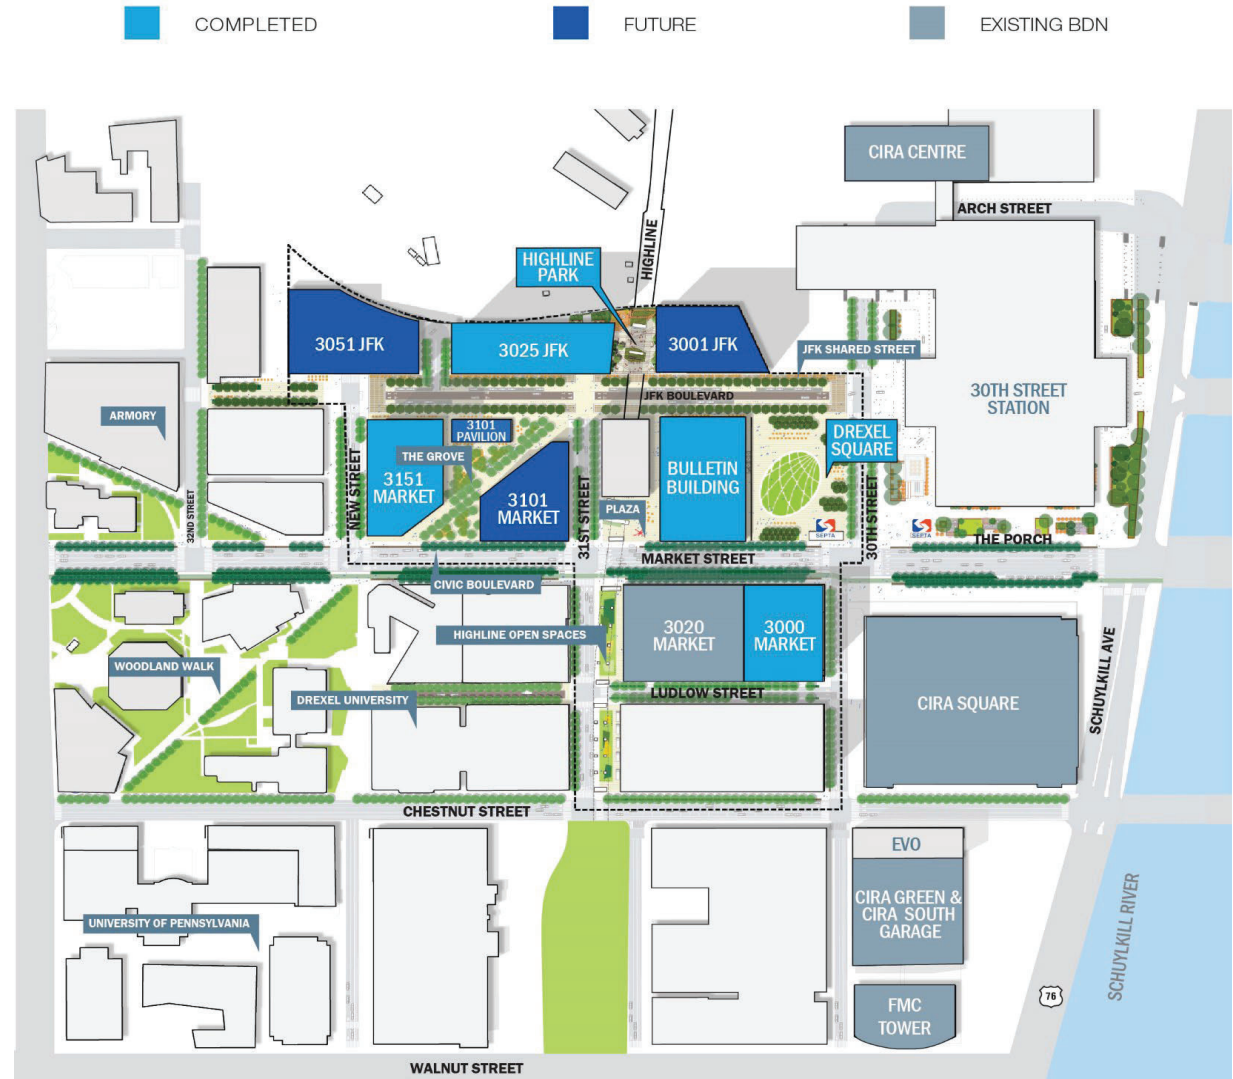 COMPLETED
FUTURE
EXISTING BDN
CIRA CENTRE
ARCH STREET
HIGHLINE
HIGHLINE
PARK
3051 JFK
3025 JFK
3001 JFK
JFK SHARED STREET
30TH STREET
STATION
JFK BOULEVARD
ARMORY
3101
PAVILION
DREXEL
SQUARE
THE GROVE
3151
MARKET
BULLETIN
BUILDING
NEW STREET
3101
MARKET
32ND STREET
31ST STREET
PLAZA
30TH STREET
SEPTA
SEPTA
THE PORCH
MARKET STREET
CIVIC BOULEVARD
HIGHLINE OPEN SPACES
3020
MARKET
3000
MARKET
WOODLAND WALK
DREXEL UNIVERSITY
LUDLOW STREET
CIRA SQUARE
SCHUYLKILL AVE
CHESTNUT STREET
EVO
CIRA GREEN &
CIRA SOUTH
GARAGE
UNIVERSITY OF PENNSYLVANIA
SCHUYLKILL RIVER
76
FMC
TOWER
WALNUT STREET